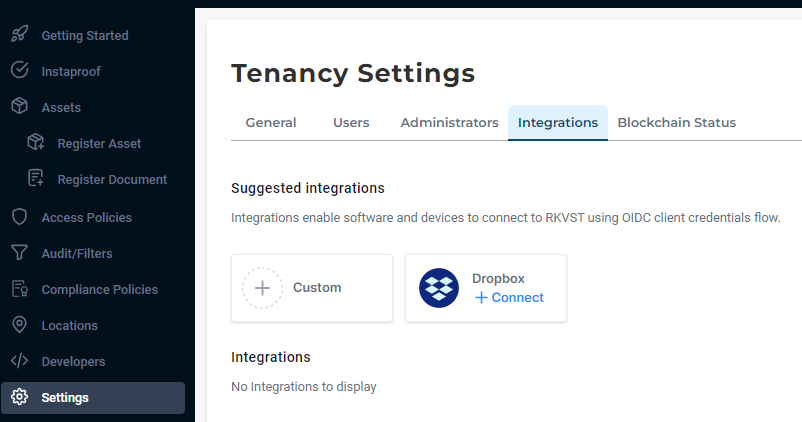 Getting Started
Instaproof
Assets
Register Asset
Register Document
Access Policies
Audit/Filters
Compliance Policies
Locations
Developers
Settings
Tenancy Settings
General Users Administrators Integrations Blockchain Status
Suggested integrations
Integrations enable software and devices to connect to RKVST using OIDC client credentials flow.
Custom
Dropbox
+ Connect
Integrations
No Integrations to display